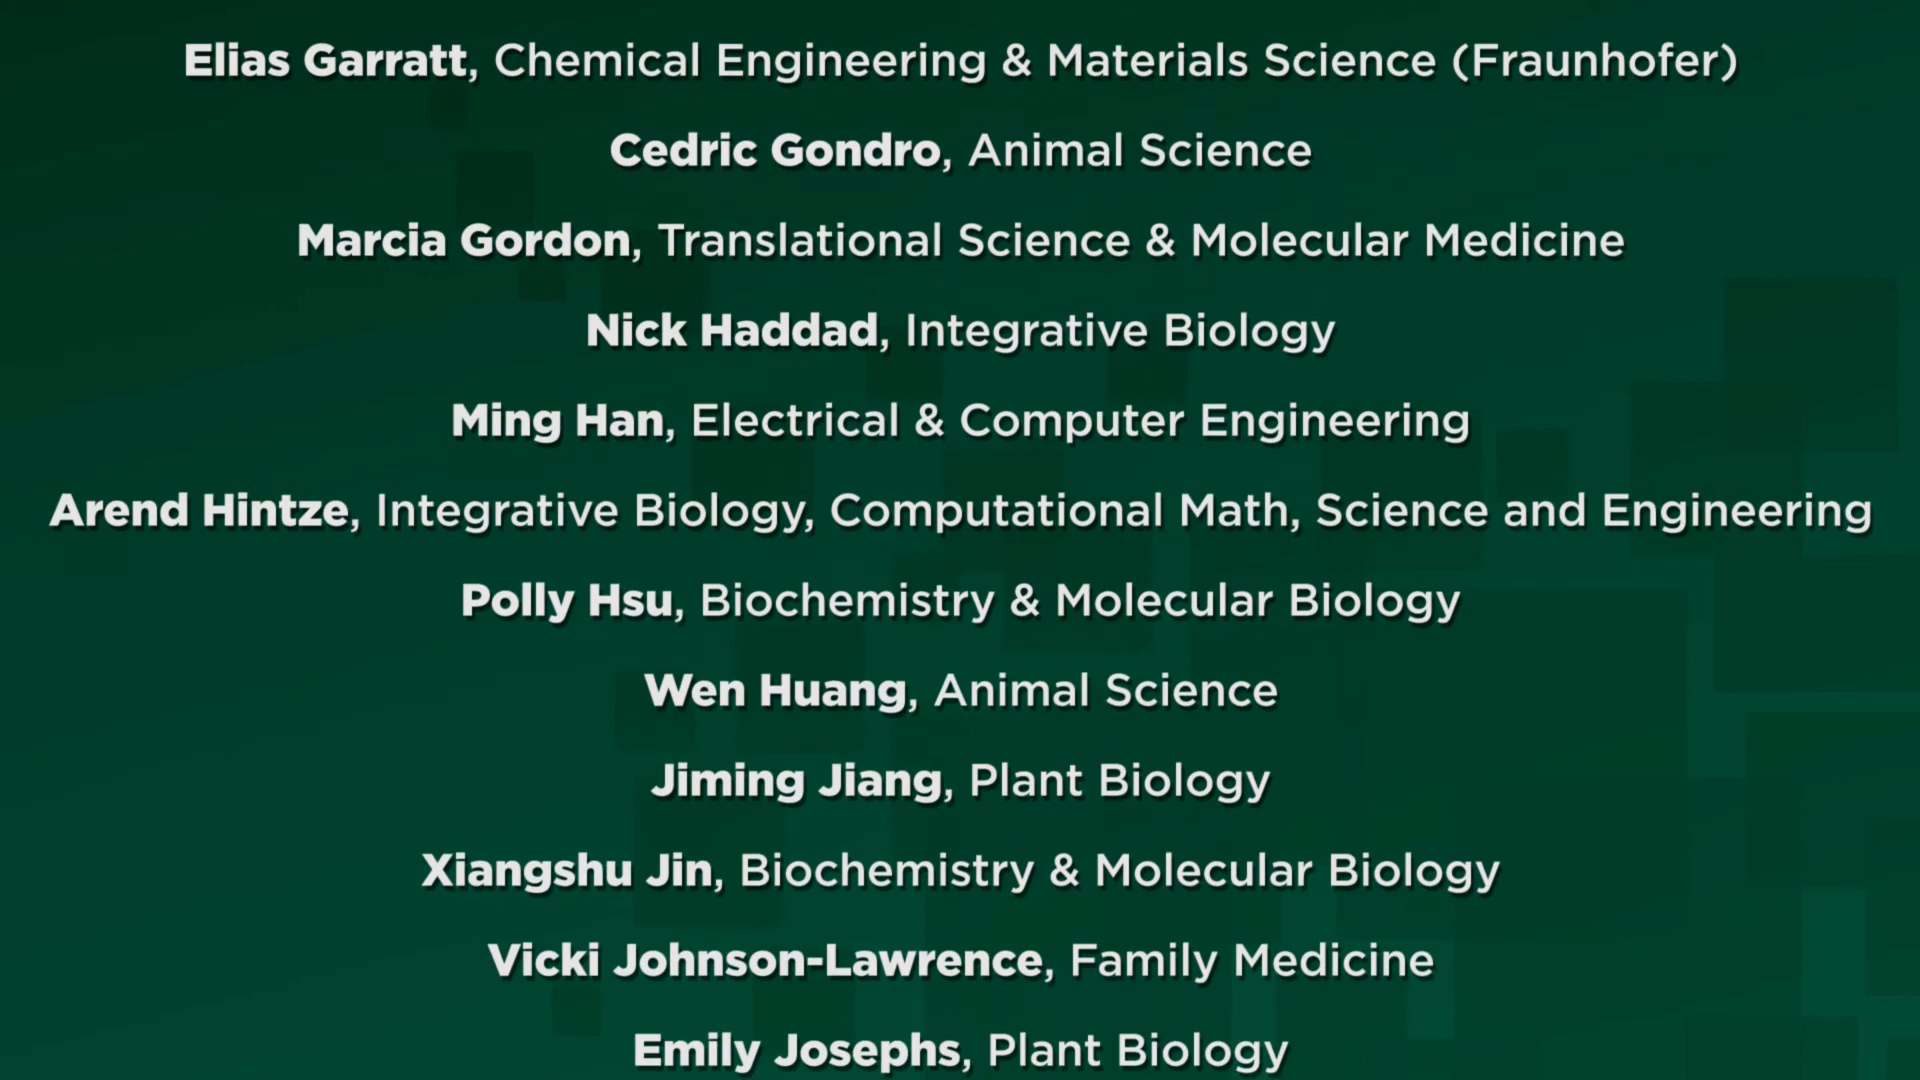 Elias Garratt, Chemical Engineering & Materials Science (Fraunhofer)
Cedric Gondro, Animal Science
Marcia Gordon, Translational Science & Molecular Medicine
Nick Haddad, Integrative Biology
Ming Han, Electrical & Computer Engineering
Arend Hintze, Integrative Biology, Computational Math, Science and Engineering
Polly Hsu, Biochemistry & Molecular Biology
Wen Huang, Animal Science
Jiming Jiang, Plant Biology
Xiangshu Jin, Biochemistry & Molecular Biology
Vicki Johnson-Lawrence, Family Medicine
Emily Josephs, Plant Biology